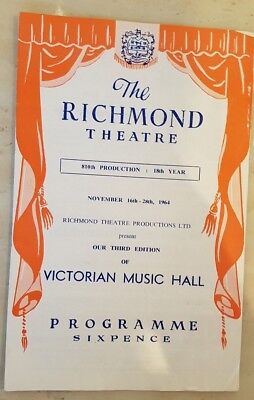 The
RICHMOND
THEATRE
810th PRODUCTION : 18th YEAR
NOVEMBER 16th - 28th, 1964
RICHMOND THEATRE PRODUCTIONS LTD.
present
OUR THIRD EDITION
OF
VICTORIAN MUSIC HALL
PROGRAMME
SIXPENCE